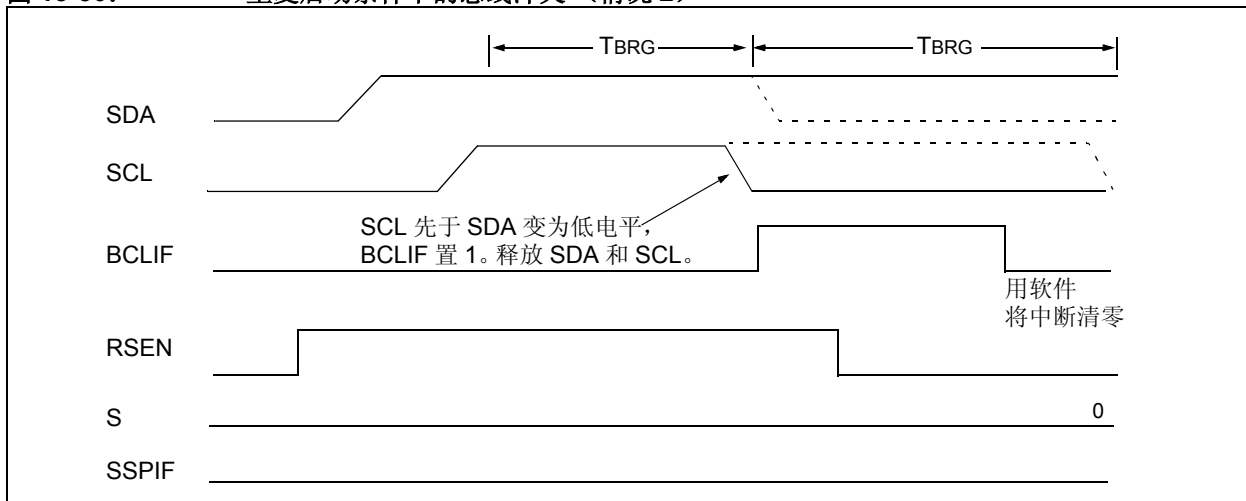 TBRG TBRG
SDA
SCL
SCL 先于 SDA 变为低电平，
BCLIF 置 1。释放 SDA 和 SCL。
BCLIF
用软件
将中断清零
RSEN
S 0
SSPIF